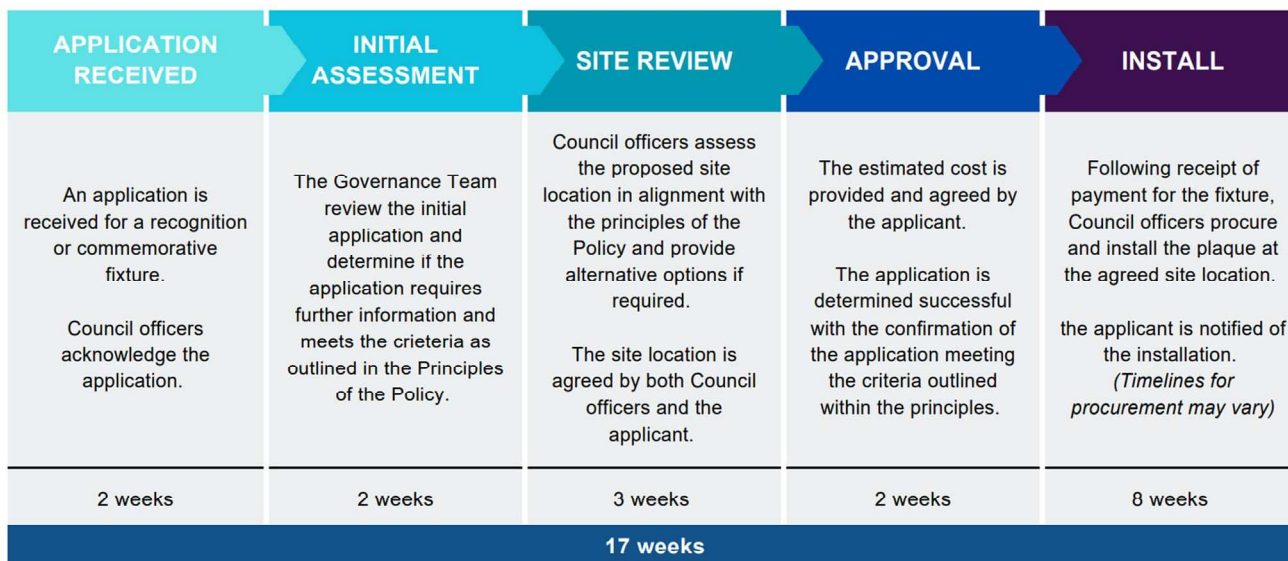 APPLICATION
RECEIVED
INITIAL
ASSESSMENT
SITE REVIEW
APPROVAL
INSTALL
An application is
received for a recognition
or commemorative
fixture.
Council officers
acknowledge the
application.
The Governance Team
review the initial
application and
determine if the
application requires
further information and
meets the crieteria as
outlined in the Principles
of the Policy.
Council officers assess
the proposed site
location in alignment with
the principles of the
Policy and provide
alternative options if
required.
The site location is
agreed by both Council
officers and the
applicant.
The estimated cost is
provided and agreed by
the applicant.
The application is
determined successful
with the confirmation of
the application meeting
the criteria outlined
within the principles.
Following receipt of
payment for the fixture,
Council officers procure
and install the plaque at
the agreed site location.
the applicant is notified of
the installation.
(Timelines for
procurement may vary)
2 weeks
2 weeks
3 weeks
2 weeks
8 weeks
17 weeks